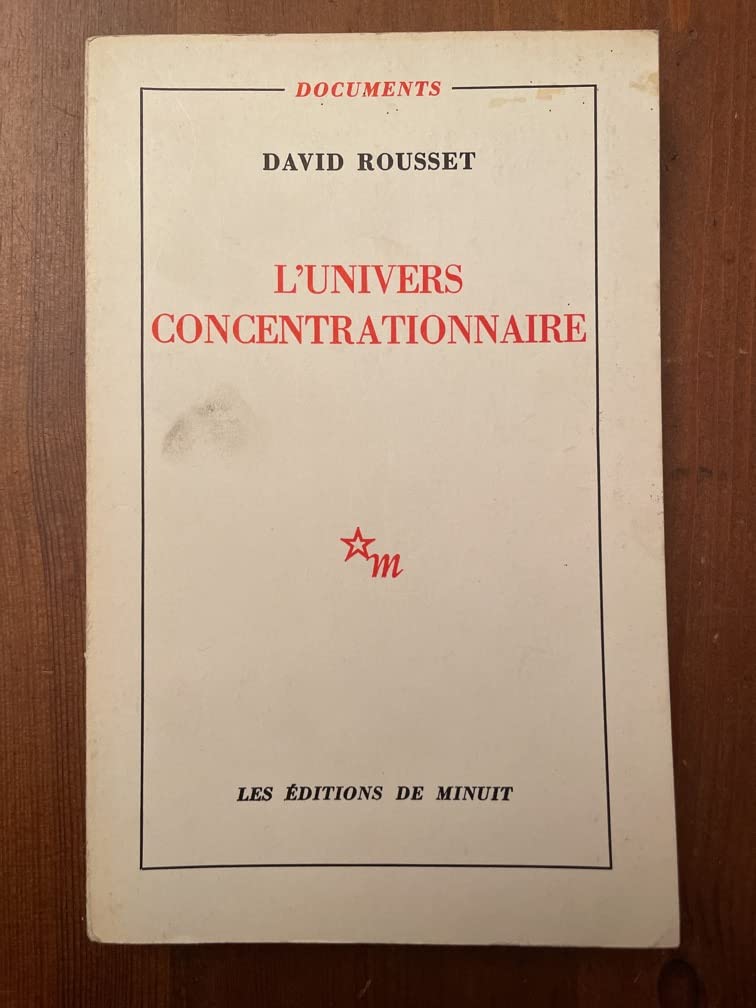 DOCUMENTS
DAVID ROUSSET
L'UNIVERS
CONCENTRATIONNAIRE
m
LES ÉDITIONS DE MINUIT